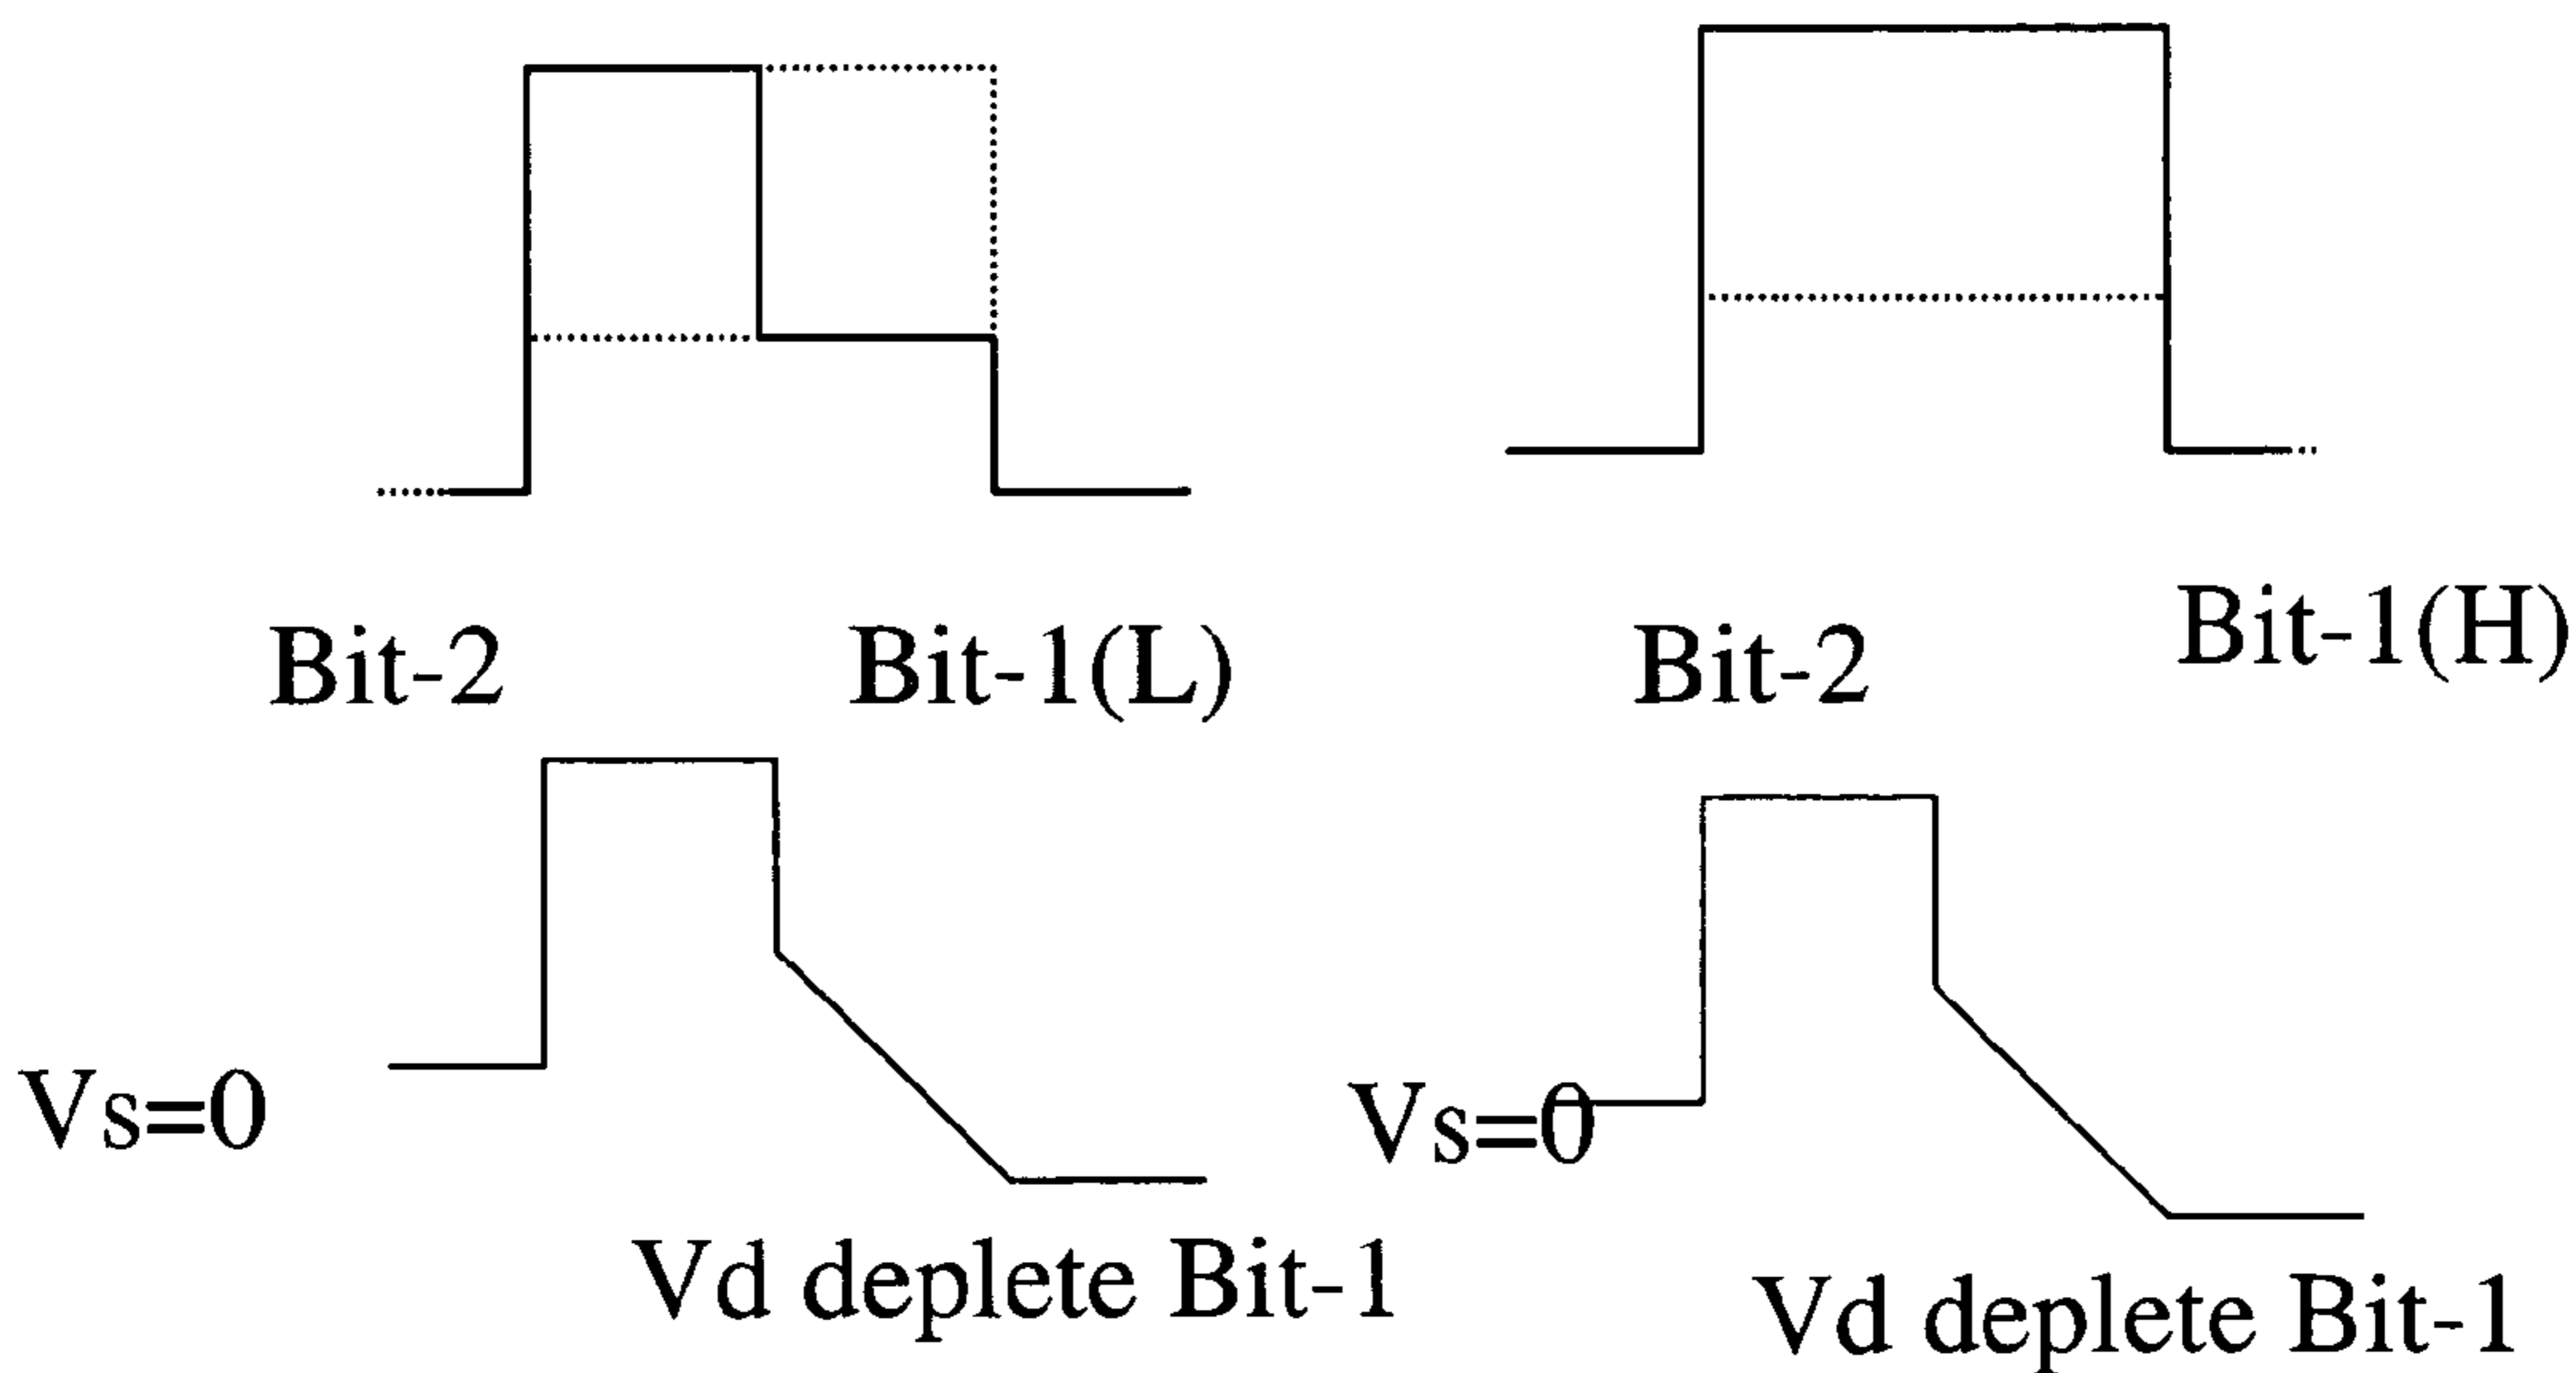 Bit-2 Bit-1(L) Bit-2 Bit-1(H)
Vs=0 Vs=0
Vd deplete Bit-1 Vd deplete Bit-1